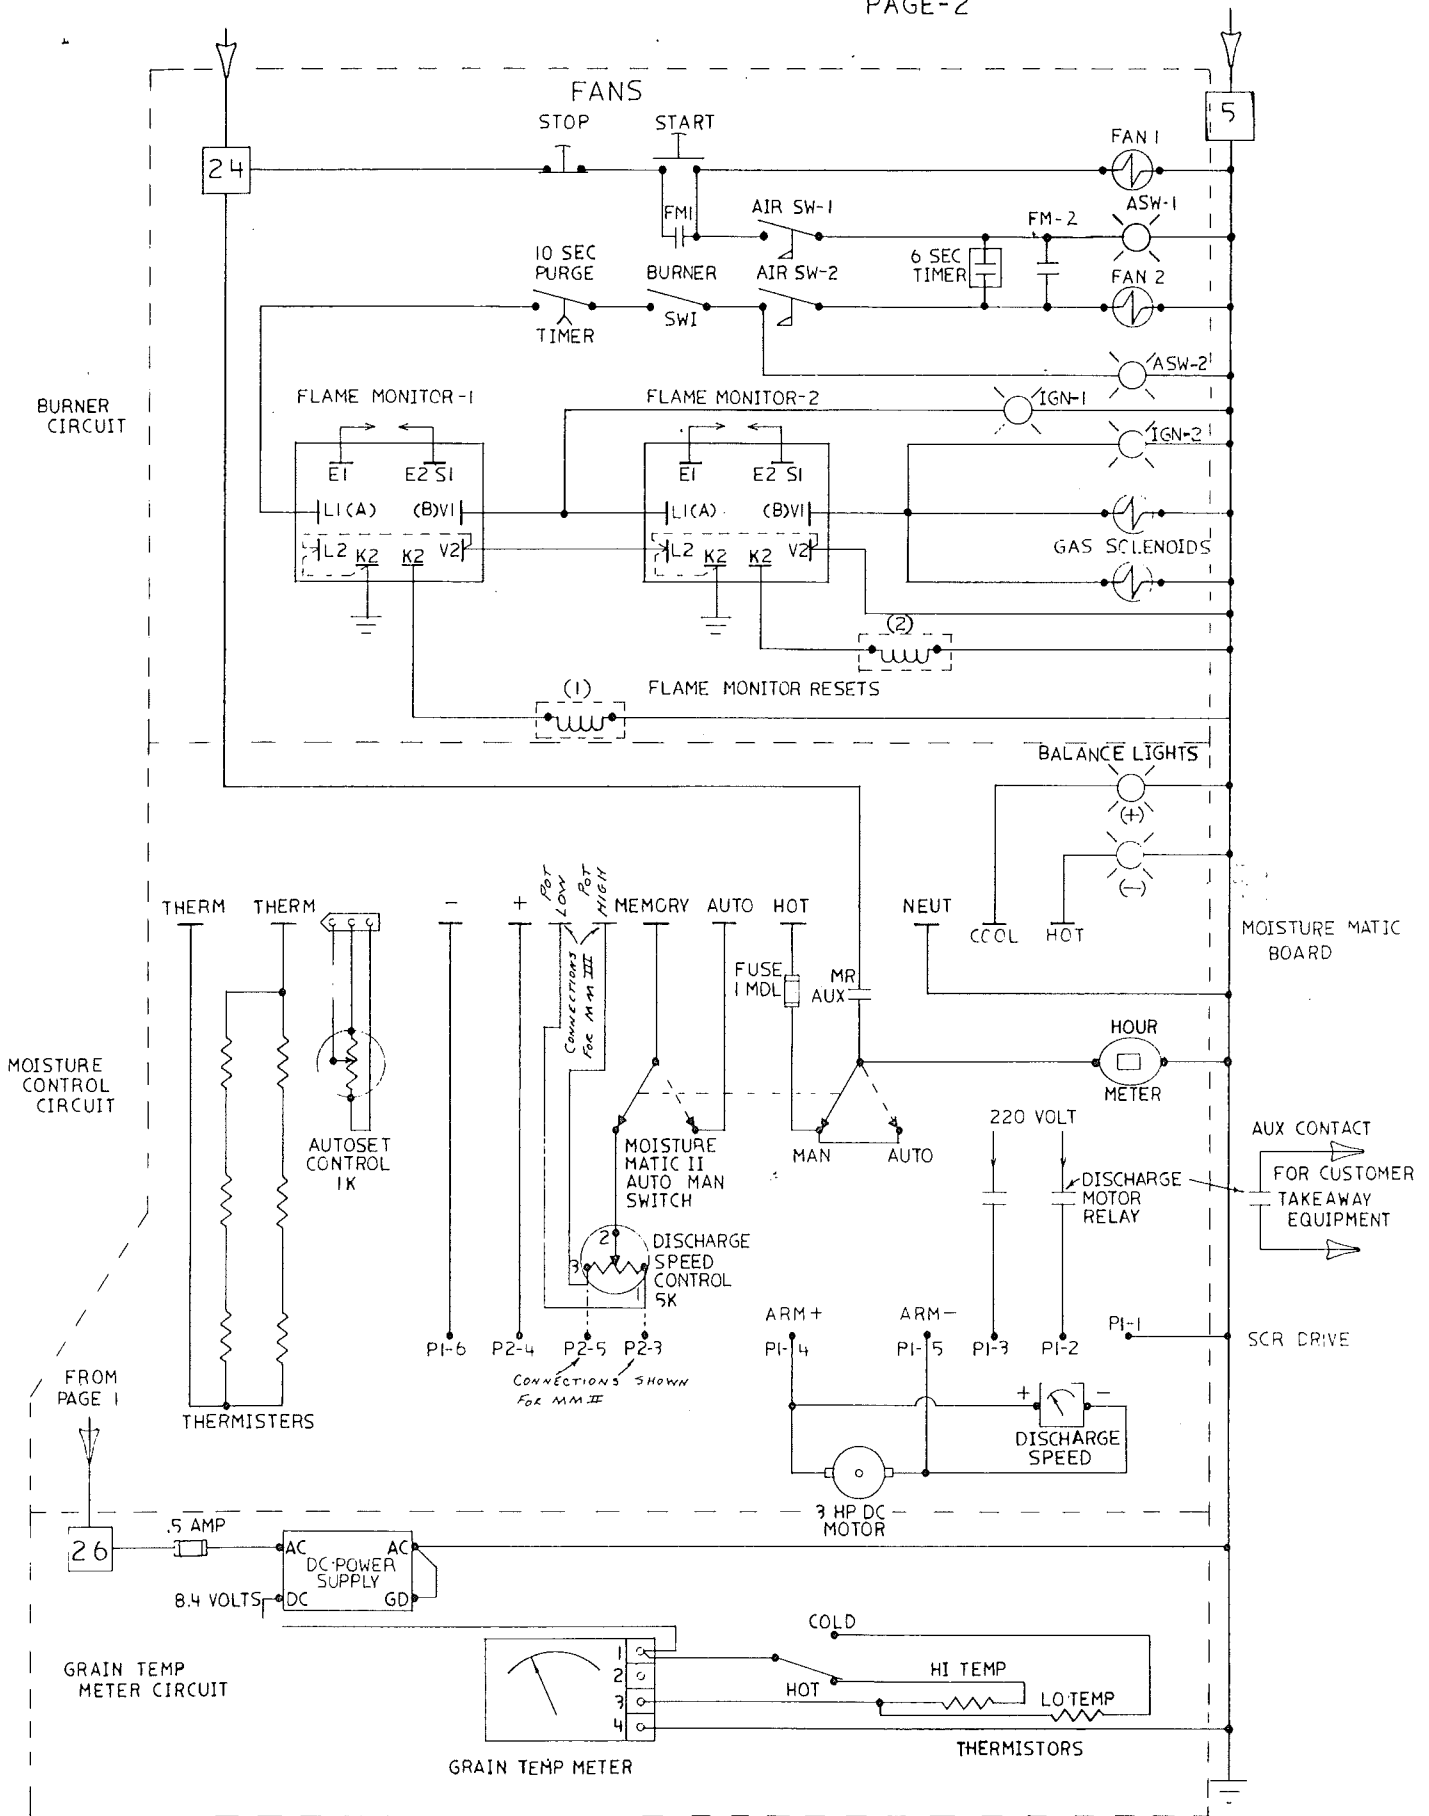 PAGE-2
FANS
STOP
START
24
5
FAN 1
ASW-1
FM1
AIR SW-1
FM-2
10 SEC
PURGE
BURNER
AIR SW-2
6 SEC
TIMER
FAN 2
SWI
TIMER
ASW-2
FLAME MONITOR-1
FLAME MONITOR-2
IGN-1
BURNER
CIRCUIT
IGN-2
E1
E2 S1
E1
E2 S1
L1(A)
(B)V1
L1(A)
(B)V1
L2
K2
K2
V2
L2
K2
K2
V2
GAS SCLENOIDS
(2)
(1)
FLAME MONITOR RESETS
BALANCE LIGHTS
(+)
(-)
THERM
THERM
-
+
POT
LOW
POT
HIGH
MEMORY
AUTO
HOT
NEUT
COOL
HOT
MOISTURE MATIC
BOARD
CONNECTIONS
FOR MM III
FUSE
1 MDL
MR
AUX
HOUR
METER
MOISTURE
CONTROL
CIRCUIT
AUTOSET
CONTROL
1K
MOISTURE
MATIC II
AUTO MAN
SWITCH
MAN
AUTO
220 VOLT
AUX CONTACT
FOR CUSTOMER
TAKEAWAY
EQUIPMENT
DISCHARGE
MOTOR
RELAY
2
3
1
DISCHARGE
SPEED
CONTROL
5K
ARM+
ARM-
P1-1
P1-6
P2-4
P2-5
P2-3
P1-4
P1-5
P1-3
P1-2
SCR DRIVE
CONNECTIONS SHOWN
FOR MM II
FROM
PAGE 1
THERMISTERS
+
-
DISCHARGE
SPEED
3 HP DC
MOTOR
26
.5 AMP
AC
AC
DC POWER
SUPPLY
8.4 VOLTS
DC
GD
COLD
GRAIN TEMP
METER CIRCUIT
1
2
3
4
HOT
HI TEMP
LO TEMP
THERMISTORS
GRAIN TEMP METER